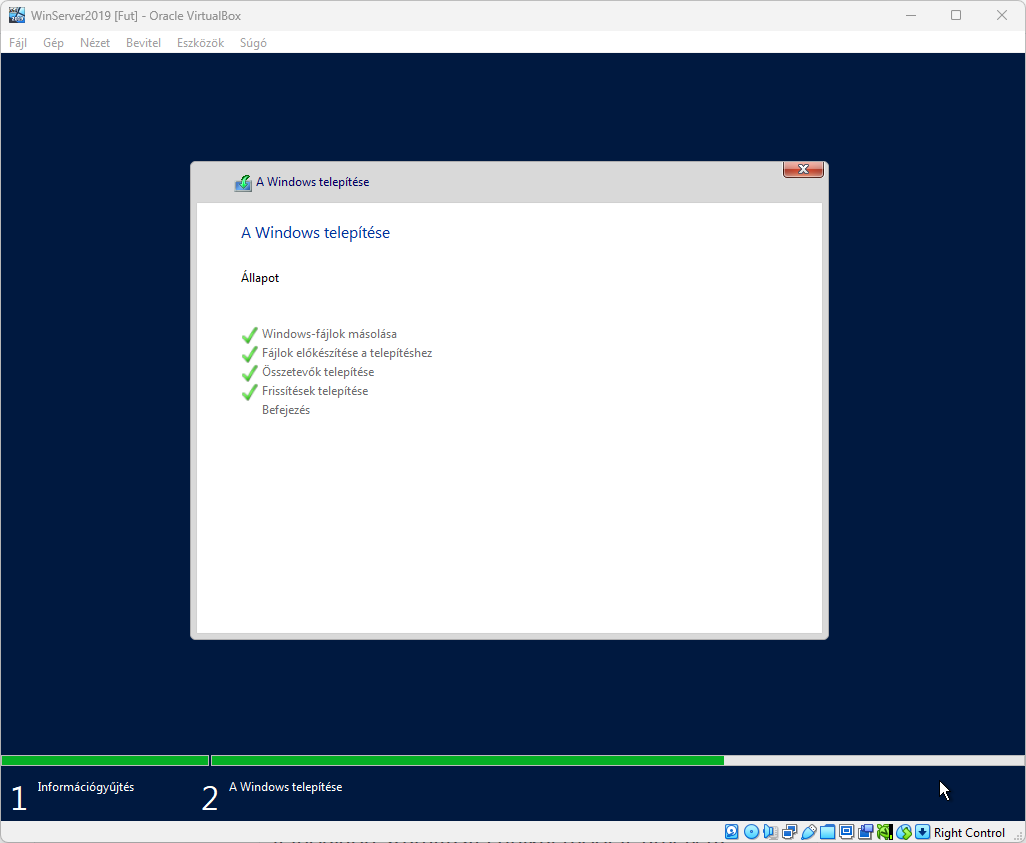 WinServer2019 [Fut] - Oracle VirtualBox
Fájl Gép Nézet Bevitel Eszközök Súgó
A Windows telepítése
A Windows telepítése
Állapot
Windows-fájlok másolása
Fájlok előkészítése a telepítéshez
Összetevők telepítése
Frissítések telepítése
Befejezés
1 Információgyűjtés 2 A Windows telepítése
Right Control